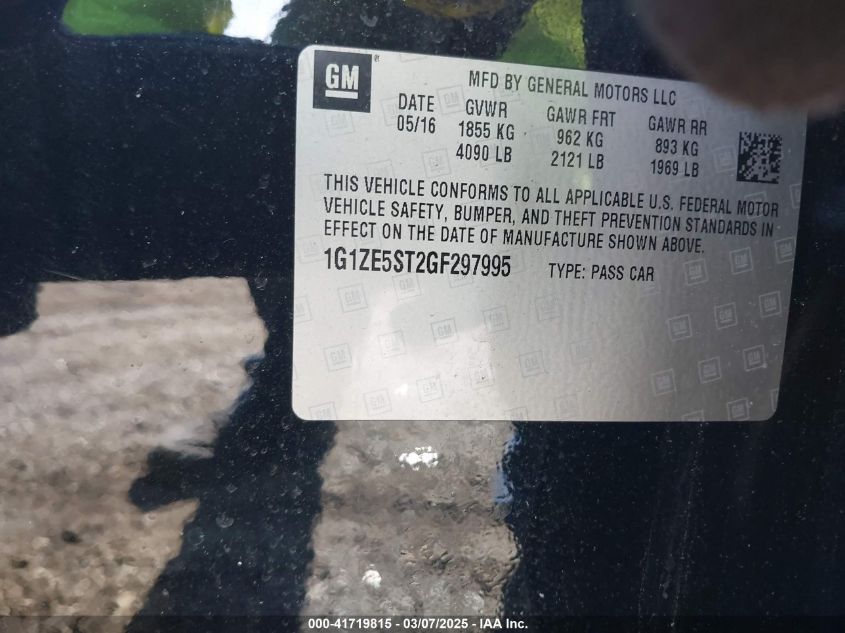 GM
MFD BY GENERAL MOTORS LLC
DATE GVWR GAWR FRT GAWR RR
05/16 1855 KG 962 KG 893 KG
4090 LB 2121 LB 1969 LB
THIS VEHICLE CONFORMS TO ALL APPLICABLE U.S. FEDERAL MOTOR
VEHICLE SAFETY, BUMPER, AND THEFT PREVENTION STANDARDS IN
EFFECT ON THE DATE OF MANUFACTURE SHOWN ABOVE.
1G1ZE5ST2GF297995 TYPE: PASS CAR
000-41719815 - 03/07/2025 - IAA Inc.